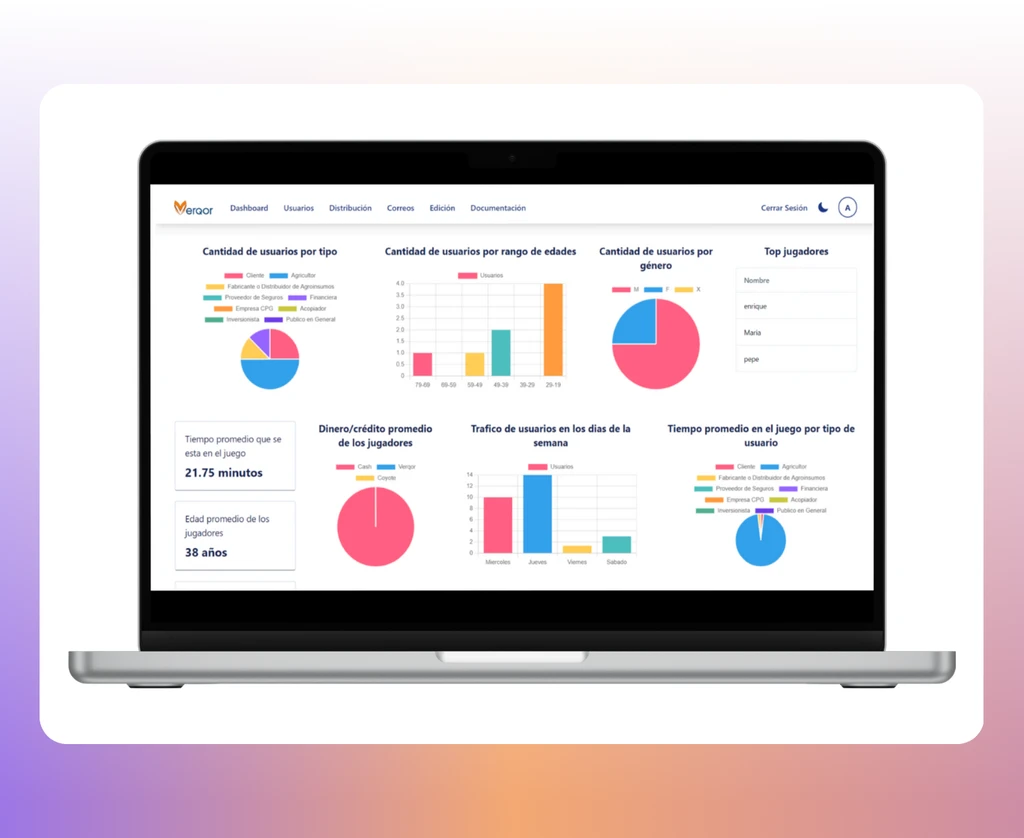 Verqor
Dashboard Usuarios Distribución Correos Edición Documentación
Cerrar Sesión A
Cantidad de usuarios por tipo
Cliente Agricultor
Fabricante o Distribuidor de Agroinsumos
Proveedor de Seguros Financiera
Empresa CPG Acopiador
Inversionista Publico en General
Cantidad de usuarios por rango de edades
Usuarios
4.0
3.5
3.0
2.5
2.0
1.5
1.0
0.5
0
79-69 69-59 59-49 49-39 39-29 29-19
Cantidad de usuarios por
género
M F X
Top jugadores
Nombre
enrique
Maria
pepe
Tiempo promedio que se
esta en el juego
21.75 minutos
Edad promedio de los
jugadores
38 años
Dinero/crédito promedio
de los jugadores
Cash Verqor
Coyote
Trafico de usuarios en los dias de la
semana
Usuarios
14
12
10
8
6
4
2
0
Miercoles Jueves Viernes Sabado
Tiempo promedio en el juego por tipo de
usuario
Cliente Agricultor
Fabricante o Distribuidor de Agroinsumos
Proveedor de Seguros Financiera
Empresa CPG Acopiador
Inversionista Publico en General